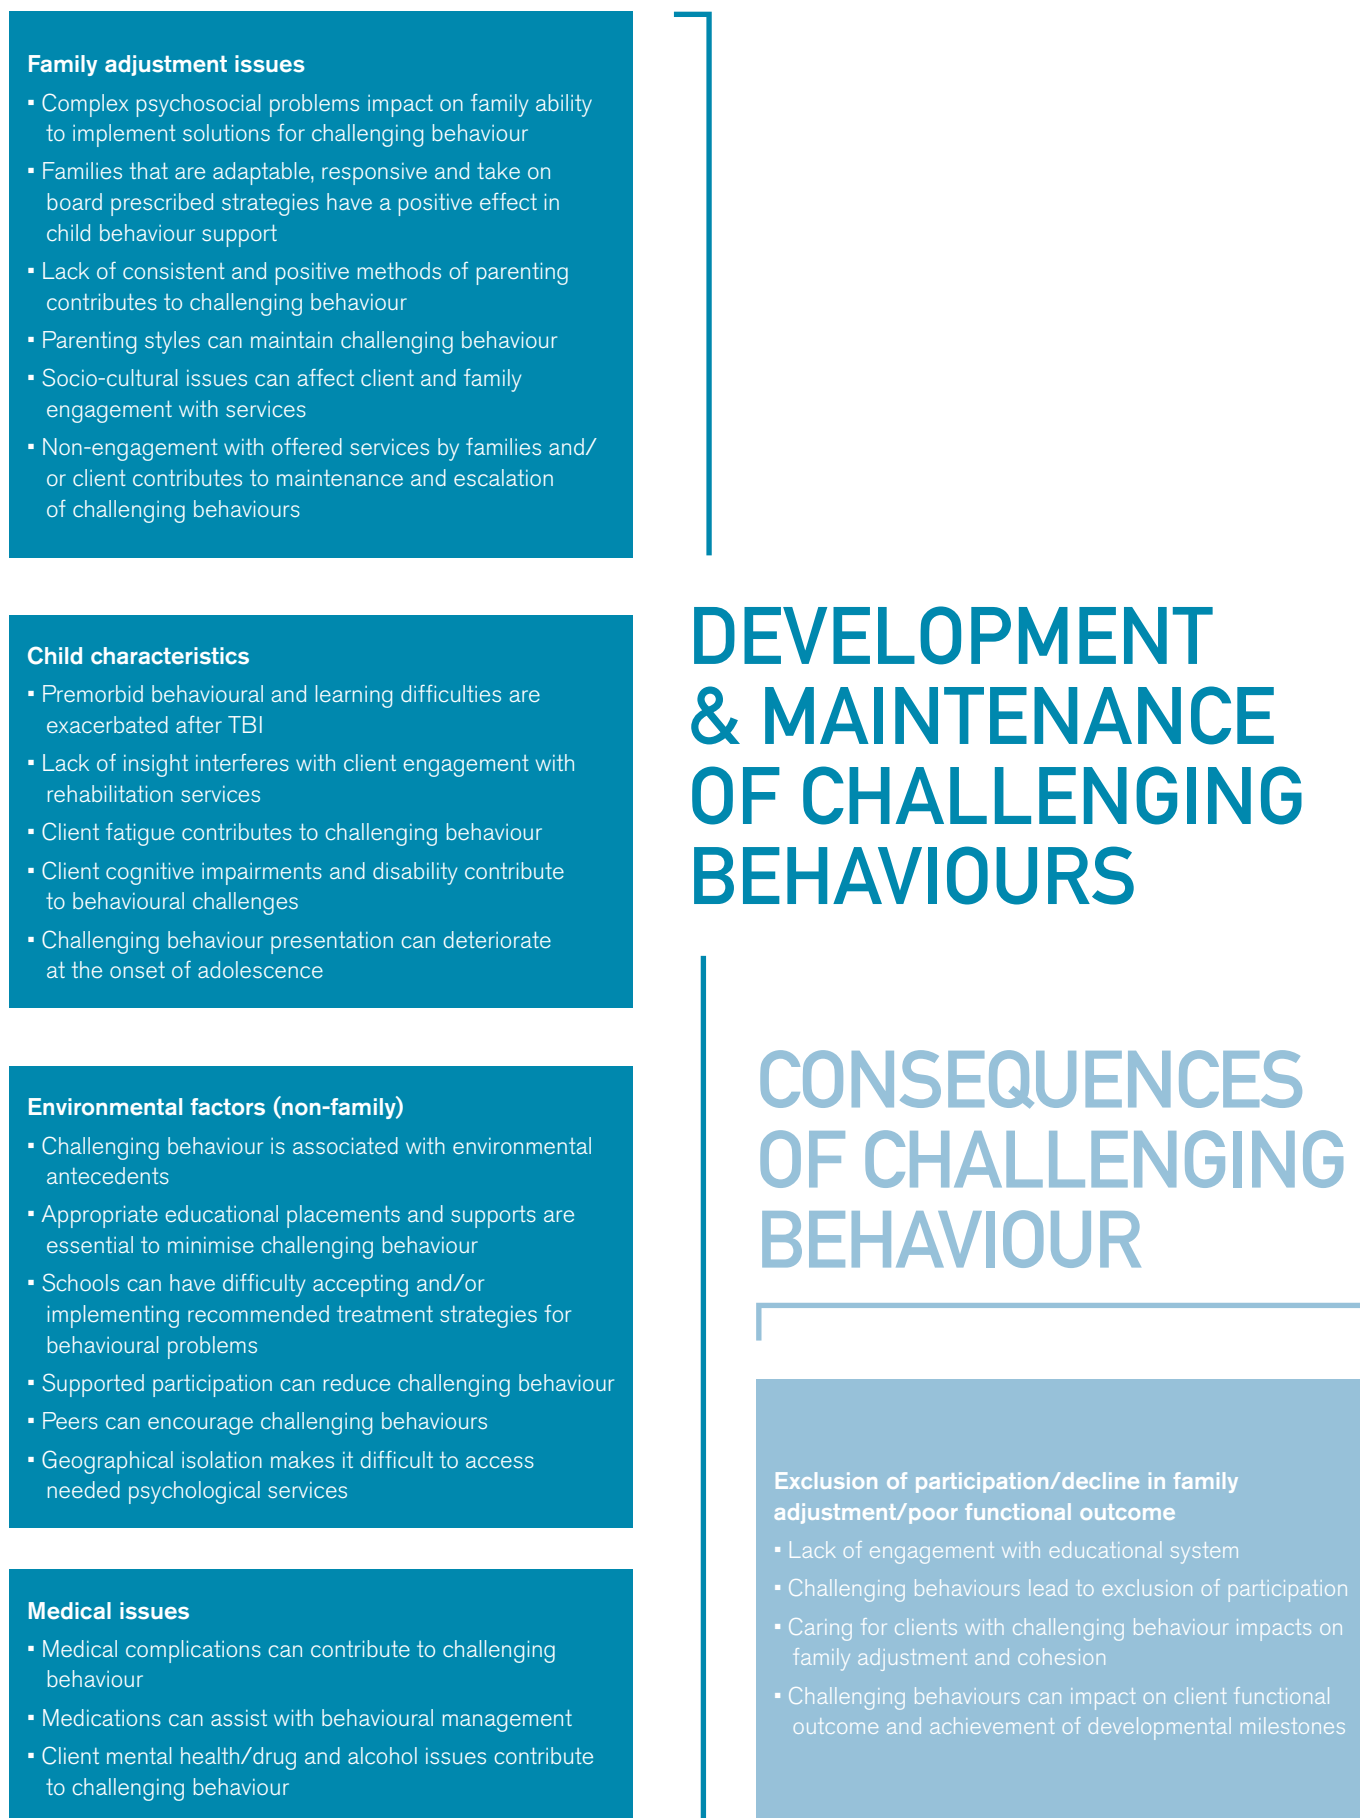 Family adjustment issues
▪ Complex psychosocial problems impact on family ability
to implement solutions for challenging behaviour
▪ Families that are adaptable, responsive and take on
board prescribed strategies have a positive effect in
child behaviour support
▪ Lack of consistent and positive methods of parenting
contributes to challenging behaviour
▪ Parenting styles can maintain challenging behaviour
▪ Socio-cultural issues can affect client and family
engagement with services
▪ Non-engagement with offered services by families and/
or client contributes to maintenance and escalation
of challenging behaviours
Child characteristics
▪ Premorbid behavioural and learning difficulties are
exacerbated after TBI
▪ Lack of insight interferes with client engagement with
rehabilitation services
▪ Client fatigue contributes to challenging behaviour
▪ Client cognitive impairments and disability contribute
to behavioural challenges
▪ Challenging behaviour presentation can deteriorate
at the onset of adolescence
Environmental factors (non-family)
▪ Challenging behaviour is associated with environmental
antecedents
▪ Appropriate educational placements and supports are
essential to minimise challenging behaviour
▪ Schools can have difficulty accepting and/or
implementing recommended treatment strategies for
behavioural problems
▪ Supported participation can reduce challenging behaviour
▪ Peers can encourage challenging behaviours
▪ Geographical isolation makes it difficult to access
needed psychological services
Medical issues
▪ Medical complications can contribute to challenging
behaviour
▪ Medications can assist with behavioural management
▪ Client mental health/drug and alcohol issues contribute
to challenging behaviour
DEVELOPMENT
& MAINTENANCE
OF CHALLENGING
BEHAVIOURS
CONSEQUENCES
OF CHALLENGING
BEHAVIOUR
Exclusion of participation/decline in family
adjustment/poor functional outcome
▪ Lack of engagement with educational system
▪ Challenging behaviours lead to exclusion of participation
▪ Caring for clients with challenging behaviour impacts on
family adjustment and cohesion
▪ Challenging behaviours can impact on client functional
outcome and achievement of developmental milestones